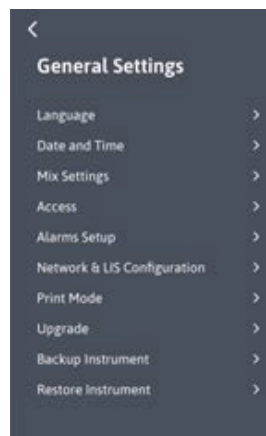 General Settings
Language
Date and Time
Mix Settings
Access
Alarms Setup
Network & LIS Configuration
Print Mode
Upgrade
Backup Instrument
Restore Instrument